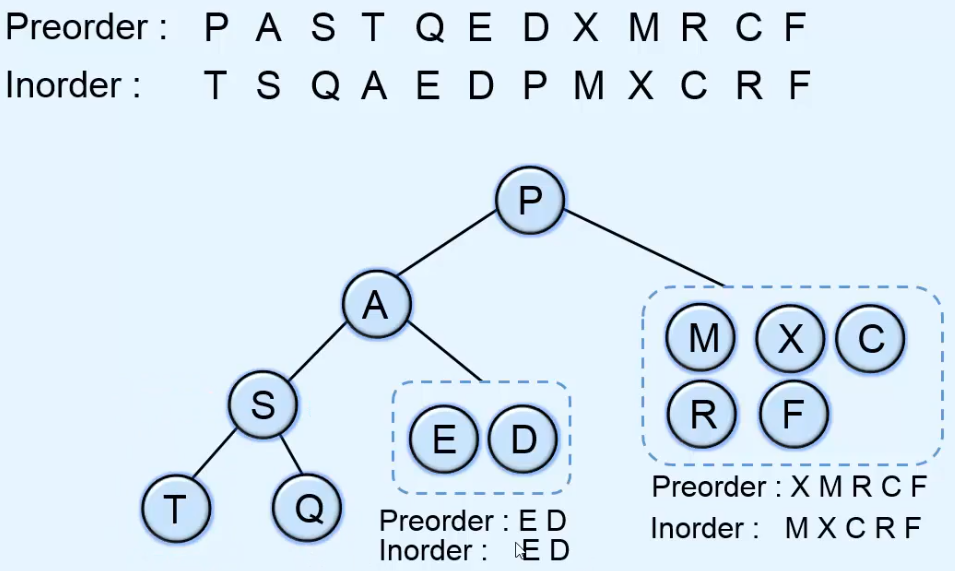 Preorder : P A S T Q E D X M R C F
Inorder : T S Q A E D P M X C R F
P
A
M X C
S
R F
E D
T Q
Preorder : X M R C F
Inorder : M X C R F
Preorder : E D
Inorder : E D